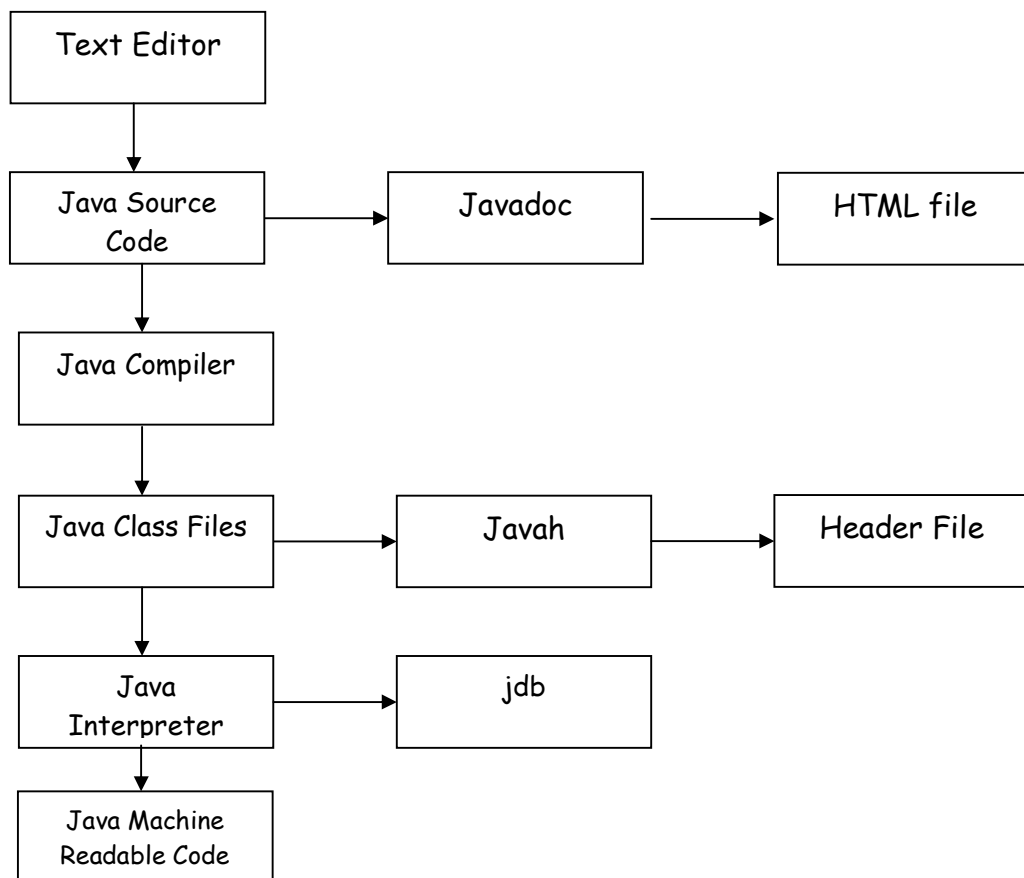 Text Editor
Java Source
Code
Javadoc
HTML file
Java Compiler
Java Class Files
Javah
Header File
Java
Interpreter
jdb
Java Machine
Readable Code